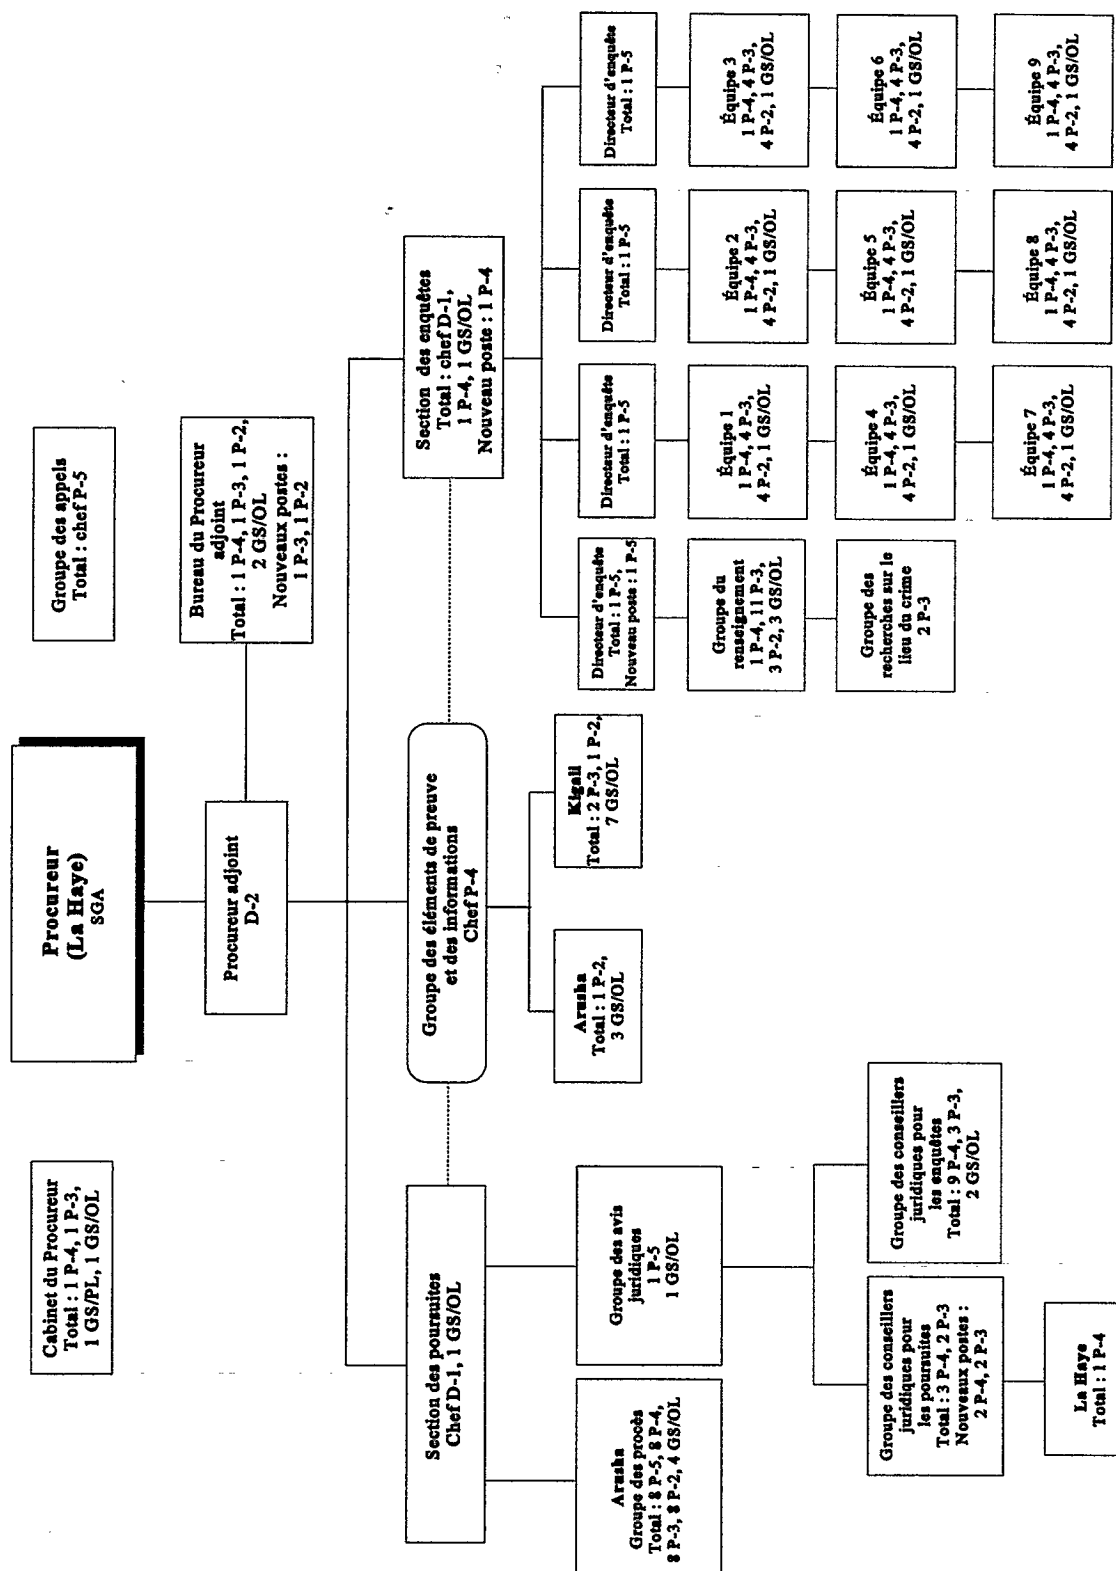 Cabinet du Procureur
Total : 1 P-4, 1 P-3,
1 GS/PL, 1 GS/OL
Procureur
(La Haye)
SGA
Groupe des appels
Total : chef P-5
Procureur adjoint
D-2
Bureau du Procureur
adjoint
Total : 1 P-4, 1 P-3, 1 P-2,
2 GS/OL
Nouveaux postes :
1 P-3, 1 P-2
Section des poursuites
Chef D-1, 1 GS/OL
Groupe des éléments de preuve
et des informations
Chef P-4
Section des enquêtes
Total : chef D-1,
1 P-4, 1 GS/OL
Nouveau poste : 1 P-4
Arusha
Groupe des procès
Total : 8 P-5, 8 P-4,
8 P-3, 8 P-2, 4 GS/OL
Groupe des avis
juridiques
1 P-5
1 GS/OL
Arusha
Total : 1 P-2,
3 GS/OL
Kigali
Total : 2 P-3, 1 P-2,
7 GS/OL
Directeur d'enquête
Total : 1 P-5,
Nouveau poste : 1 P-5
Directeur d'enquête
Total : 1 P-5
Directeur d'enquête
Total : 1 P-5
Directeur d'enquête
Total : 1 P-5
Groupe du
renseignement
1 P-4, 11 P-3,
3 P-2, 3 GS/OL
Équipe 1
1 P-4, 4 P-3,
4 P-2, 1 GS/OL
Équipe 2
1 P-4, 4 P-3,
4 P-2, 1 GS/OL
Équipe 3
1 P-4, 4 P-3,
4 P-2, 1 GS/OL
Groupe des conseillers
juridiques pour
les poursuites
Total : 3 P-4, 2 P-3
Nouveaux postes :
2 P-4, 2 P-3
Groupe des conseillers
juridiques pour
les enquêtes
Total : 9 P-4, 3 P-3,
2 GS/OL
Groupe des
recherches sur le
lieu du crime
2 P-3
Équipe 4
1 P-4, 4 P-3,
4 P-2, 1 GS/OL
Équipe 5
1 P-4, 4 P-3,
4 P-2, 1 GS/OL
Équipe 6
1 P-4, 4 P-3,
4 P-2, 1 GS/OL
La Haye
Total : 1 P-4
Équipe 7
1 P-4, 4 P-3,
4 P-2, 1 GS/OL
Équipe 8
1 P-4, 4 P-3,
4 P-2, 1 GS/OL
Équipe 9
1 P-4, 4 P-3,
4 P-2, 1 GS/OL